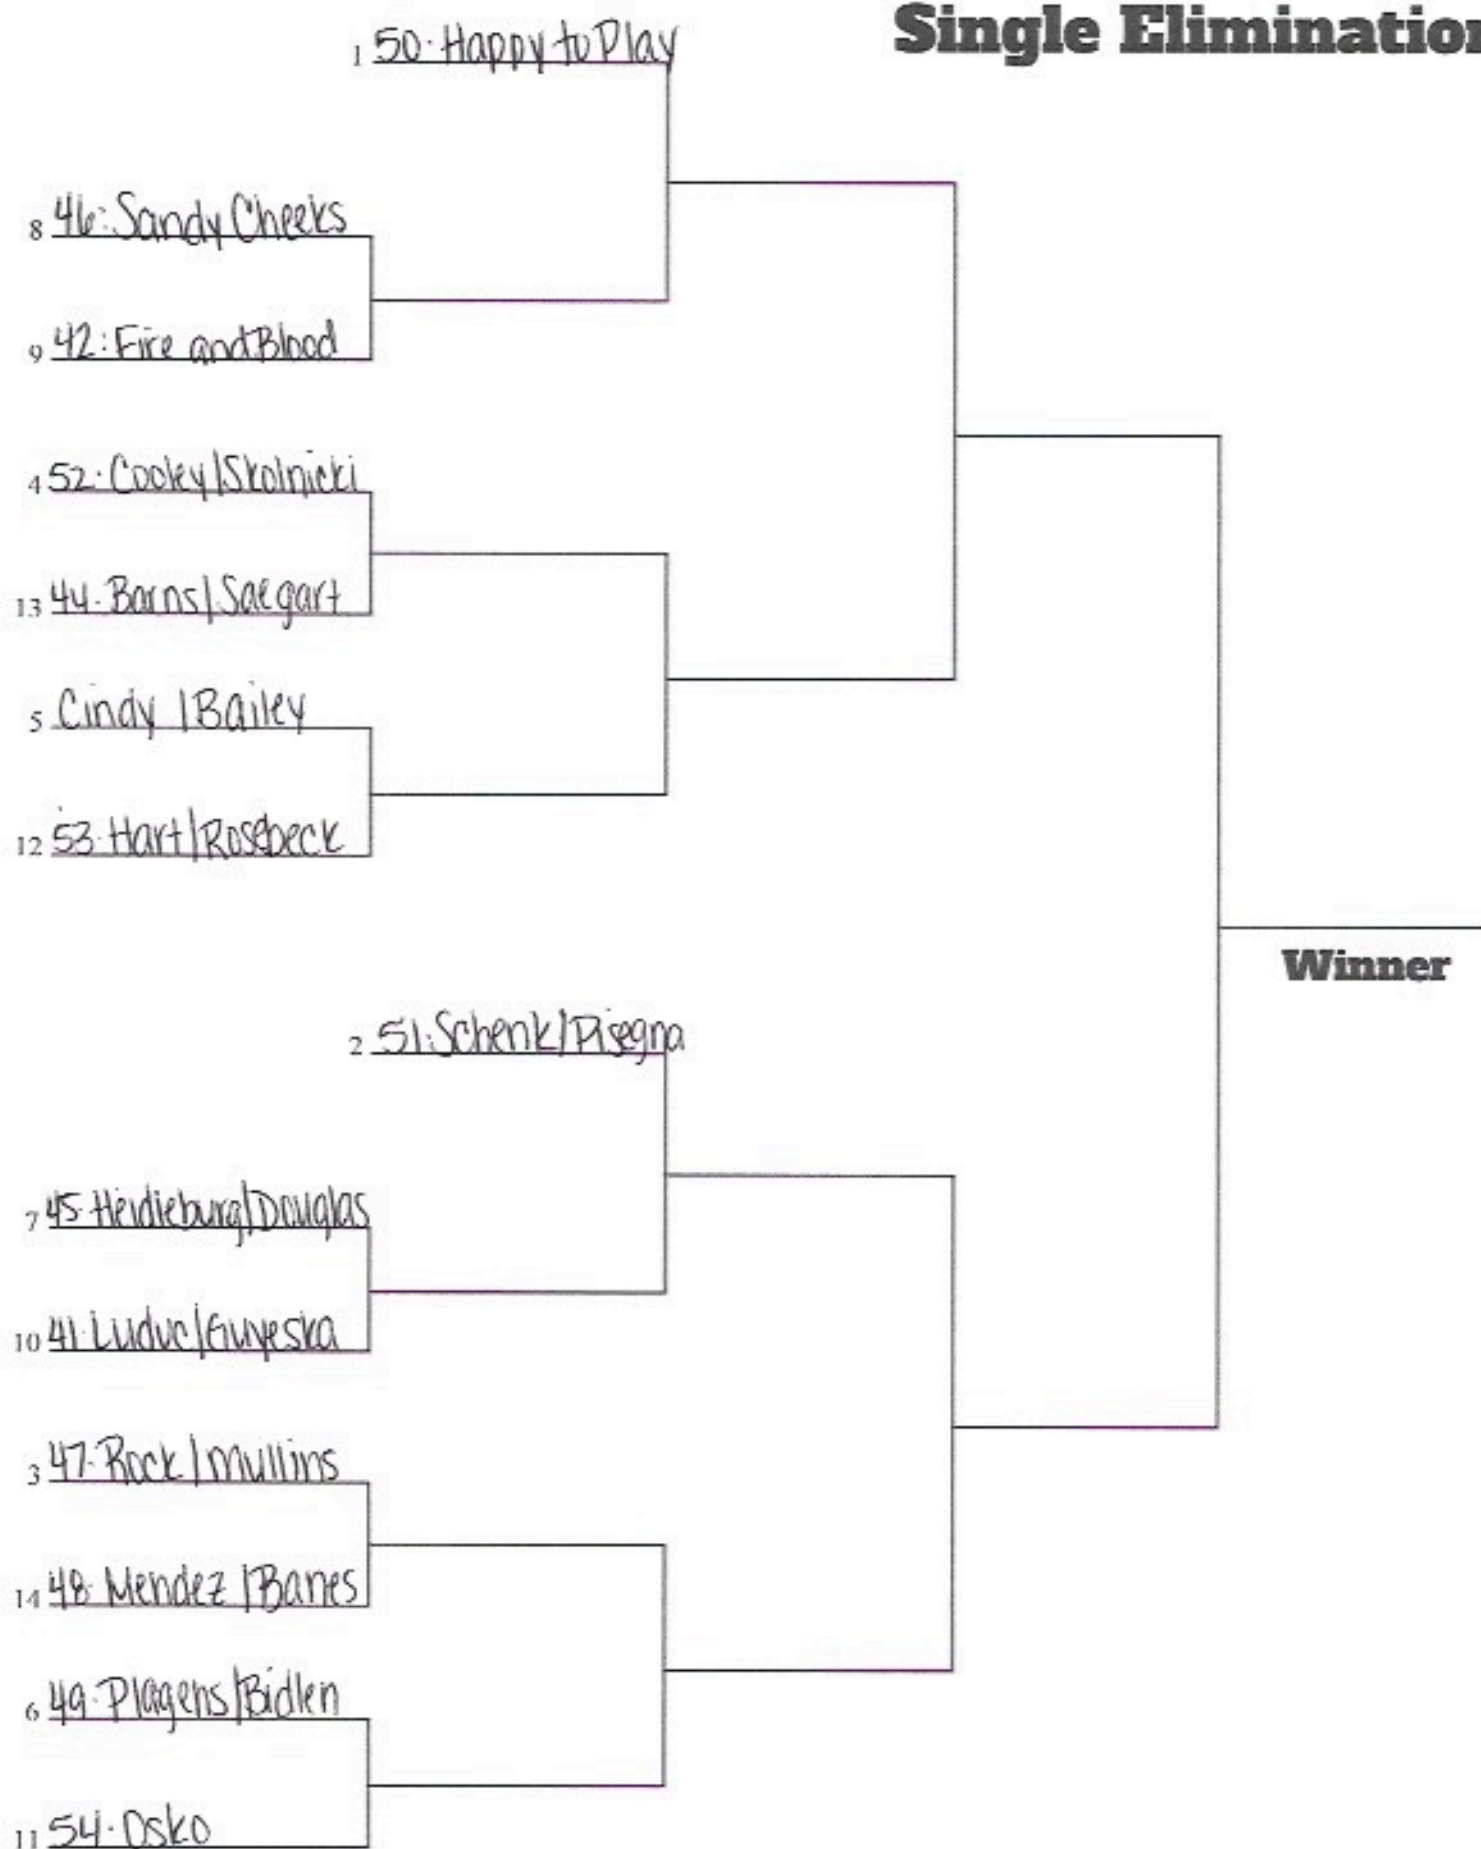 Single Elimination
1 50. Happy to Play
8 46: Sandy Cheeks
9 42: Fire and Blood
4 52. Cooley/Skolnicki
13 44. Barns/Saegart
5 Cindy / Bailey
12 53. Hart/Rosebeck
Winner
2 51. Schenk/Pisegna
7 45. Heidieburg/Douglas
10 41. Luduc/Guyeska
3 47. Rock / Mullins
14 48. Mendez / Banes
6 49. Plagens/Bidlen
11 54. Osko